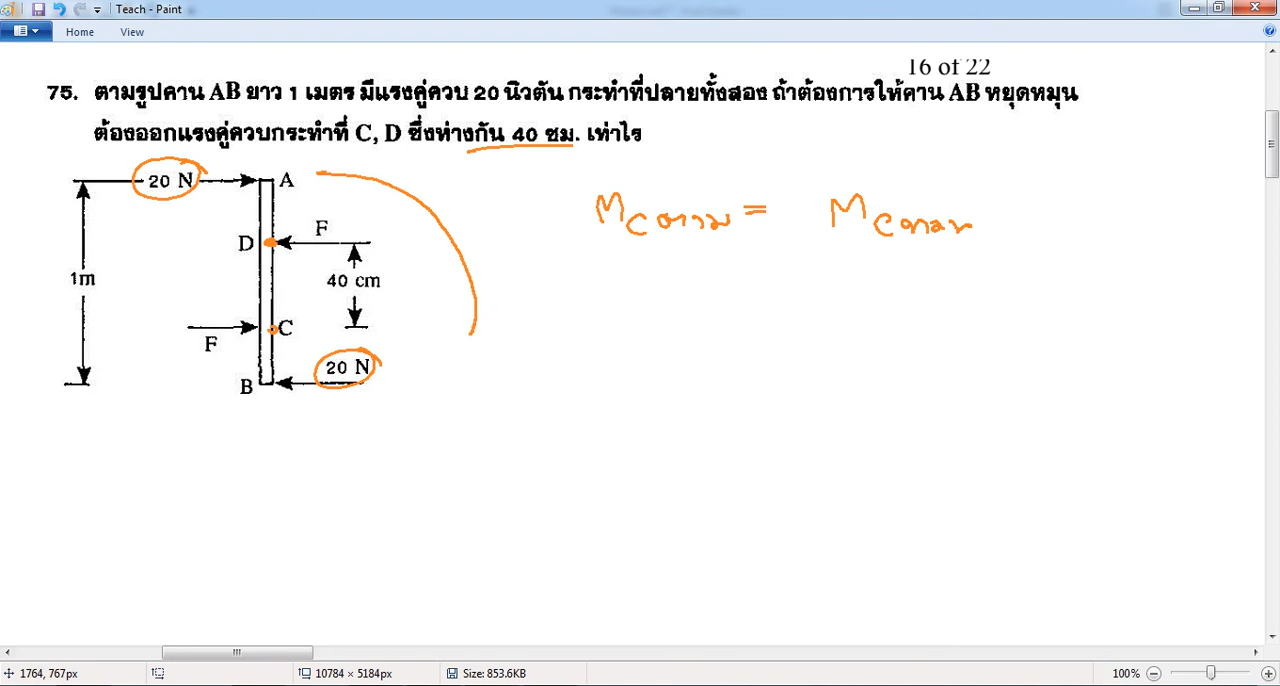 Teach - Paint
Home View
16 of 22
75. ตามรูปคาน AB ยาว 1 เมตร มีแรงคู่ควบ 20 นิวตัน กระทำที่ปลายทั้งสอง ถ้าต้องการให้คาน AB หยุดหมุน
ต้องออกแรงคู่ควบกระทำที่ C, D ซึ่งห่างกัน 40 ซม. เท่าไร
20 N A
F
D
1m
40 cm
C
F
20 N
B
M =  M
1764, 767px 10784 × 5184px Size: 853.6KB 100%